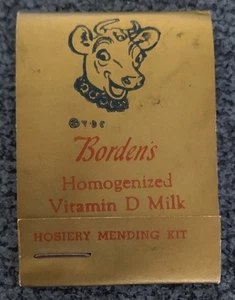 Borden's
Homogenized
Vitamin D Milk
HOSIERY MENDING KIT